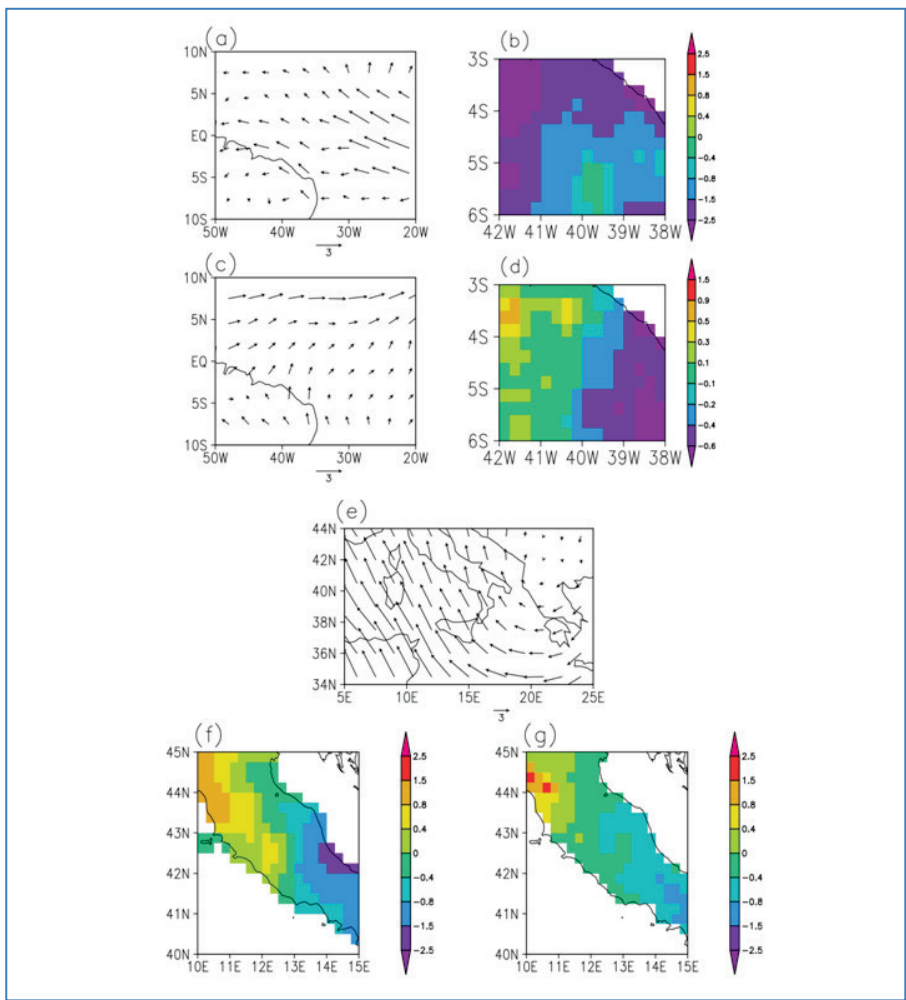 (a)
10N
5N
EQ
5S
10S
50W 40W 30W 20W
3
(b)
3S
4S
5S
6S
42W 41W 40W 39W 38W
2.5
1.5
0.8
0.4
0
−0.4
−0.8
−1.5
−2.5
(c)
10N
5N
EQ
5S
10S
50W 40W 30W 20W
3
(d)
3S
4S
5S
6S
42W 41W 40W 39W 38W
1.5
0.9
0.5
0.3
0.1
−0.1
−0.2
−0.4
−0.6
(e)
44N
42N
40N
38N
36N
34N
5E 10E 15E 20E 25E
3
(f)
45N
44N
43N
42N
41N
40N
10E 11E 12E 13E 14E 15E
2.5
1.5
0.8
0.4
0
−0.4
−0.8
−1.5
−2.5
(g)
45N
44N
43N
42N
41N
40N
10E 11E 12E 13E 14E 15E
2.5
1.5
0.8
0.4
0
−0.4
−0.8
−1.5
−2.5